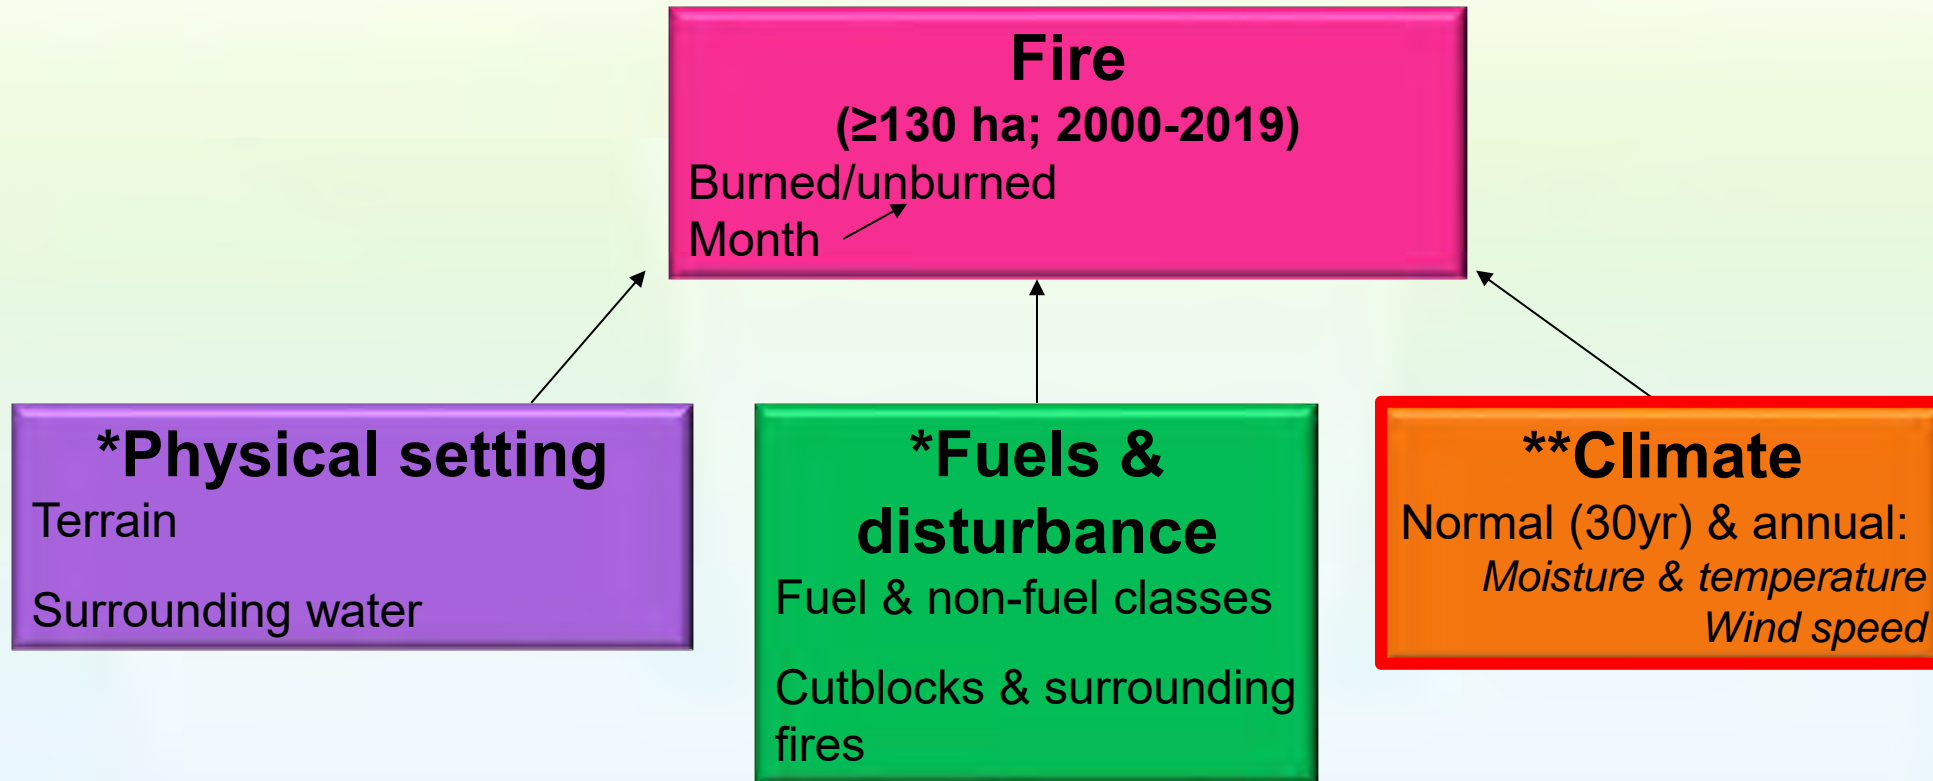 Fire
(≥130 ha; 2000-2019)
Burned/unburned
Month
*Physical setting
Terrain
Surrounding water
*Fuels &
disturbance
Fuel & non-fuel classes
Cutblocks & surrounding
fires
**Climate
Normal (30yr) & annual:
Moisture & temperature
Wind speed